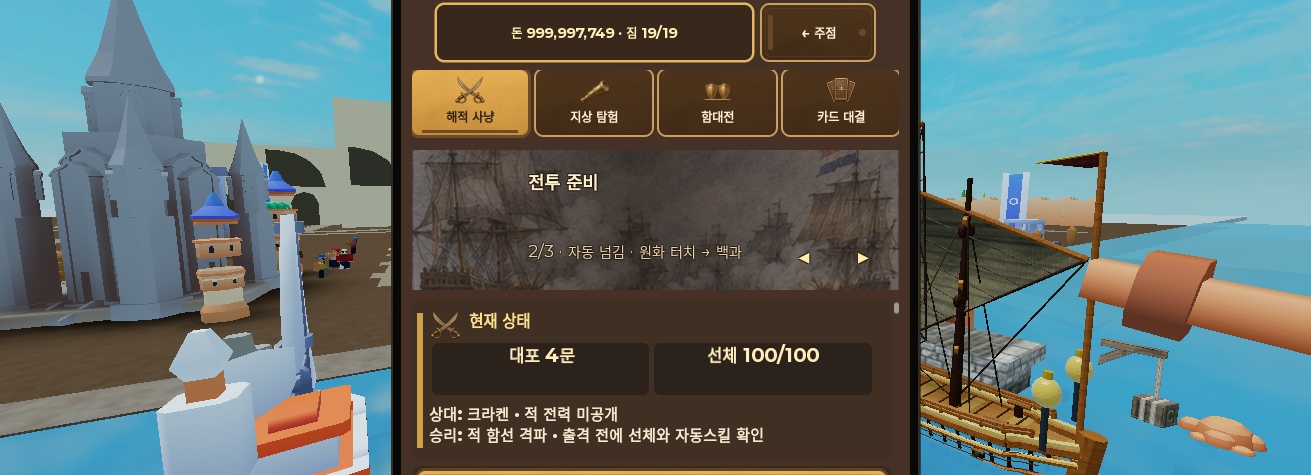 돈 999,997,749 · 짐 19/19
← 주점
해적 사냥
지상 탐험
함대전
카드 대결
전투 준비
2/3 · 자동 넘김 · 원화 터치 → 백과
◀ ▶
현재 상태
대포 4문
선체 100/100
상대: 크라켄 • 적 전력 미공개
승리: 적 함선 격파 • 출격 전에 선체와 자동스킬 확인